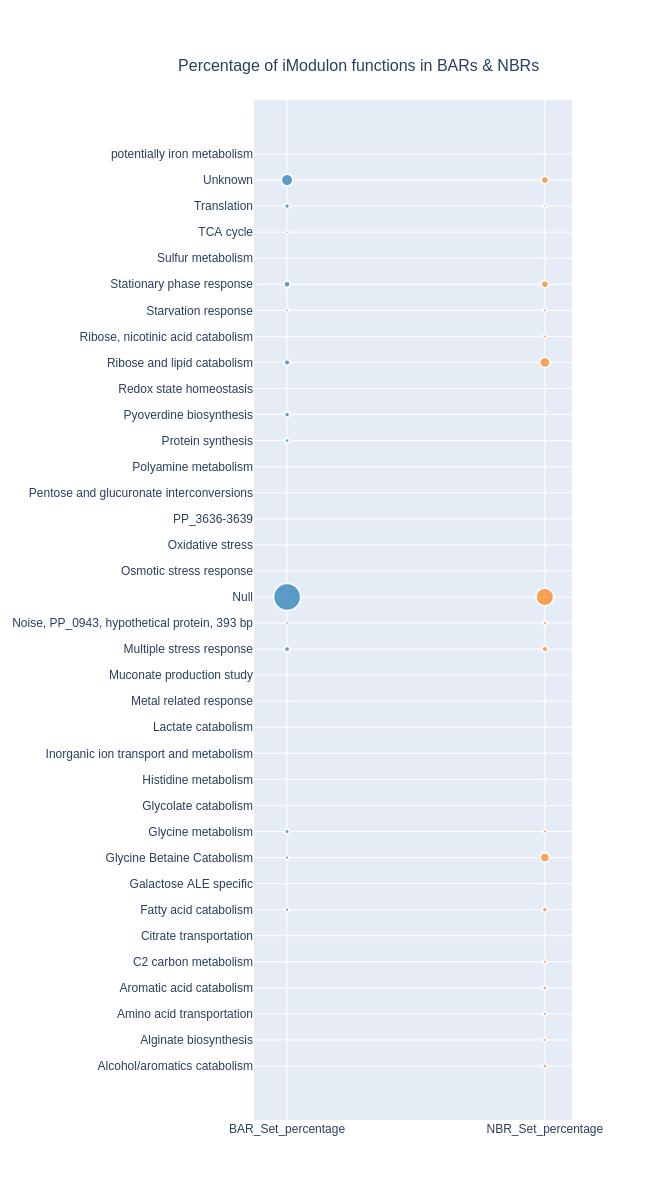 Percentage of iModulon functions in BARs & NBRs
potentially iron metabolism
Unknown
Translation
TCA cycle
Sulfur metabolism
Stationary phase response
Starvation response
Ribose, nicotinic acid catabolism
Ribose and lipid catabolism
Redox state homeostasis
Pyoverdine biosynthesis
Protein synthesis
Polyamine metabolism
Pentose and glucuronate interconversions
PP_3636-3639
Oxidative stress
Osmotic stress response
Null
Noise, PP_0943, hypothetical protein, 393 bp
Multiple stress response
Muconate production study
Metal related response
Lactate catabolism
Inorganic ion transport and metabolism
Histidine metabolism
Glycolate catabolism
Glycine metabolism
Glycine Betaine Catabolism
Galactose ALE specific
Fatty acid catabolism
Citrate transportation
C2 carbon metabolism
Aromatic acid catabolism
Amino acid transportation
Alginate biosynthesis
Alcohol/aromatics catabolism
BAR_Set_percentage NBR_Set_percentage